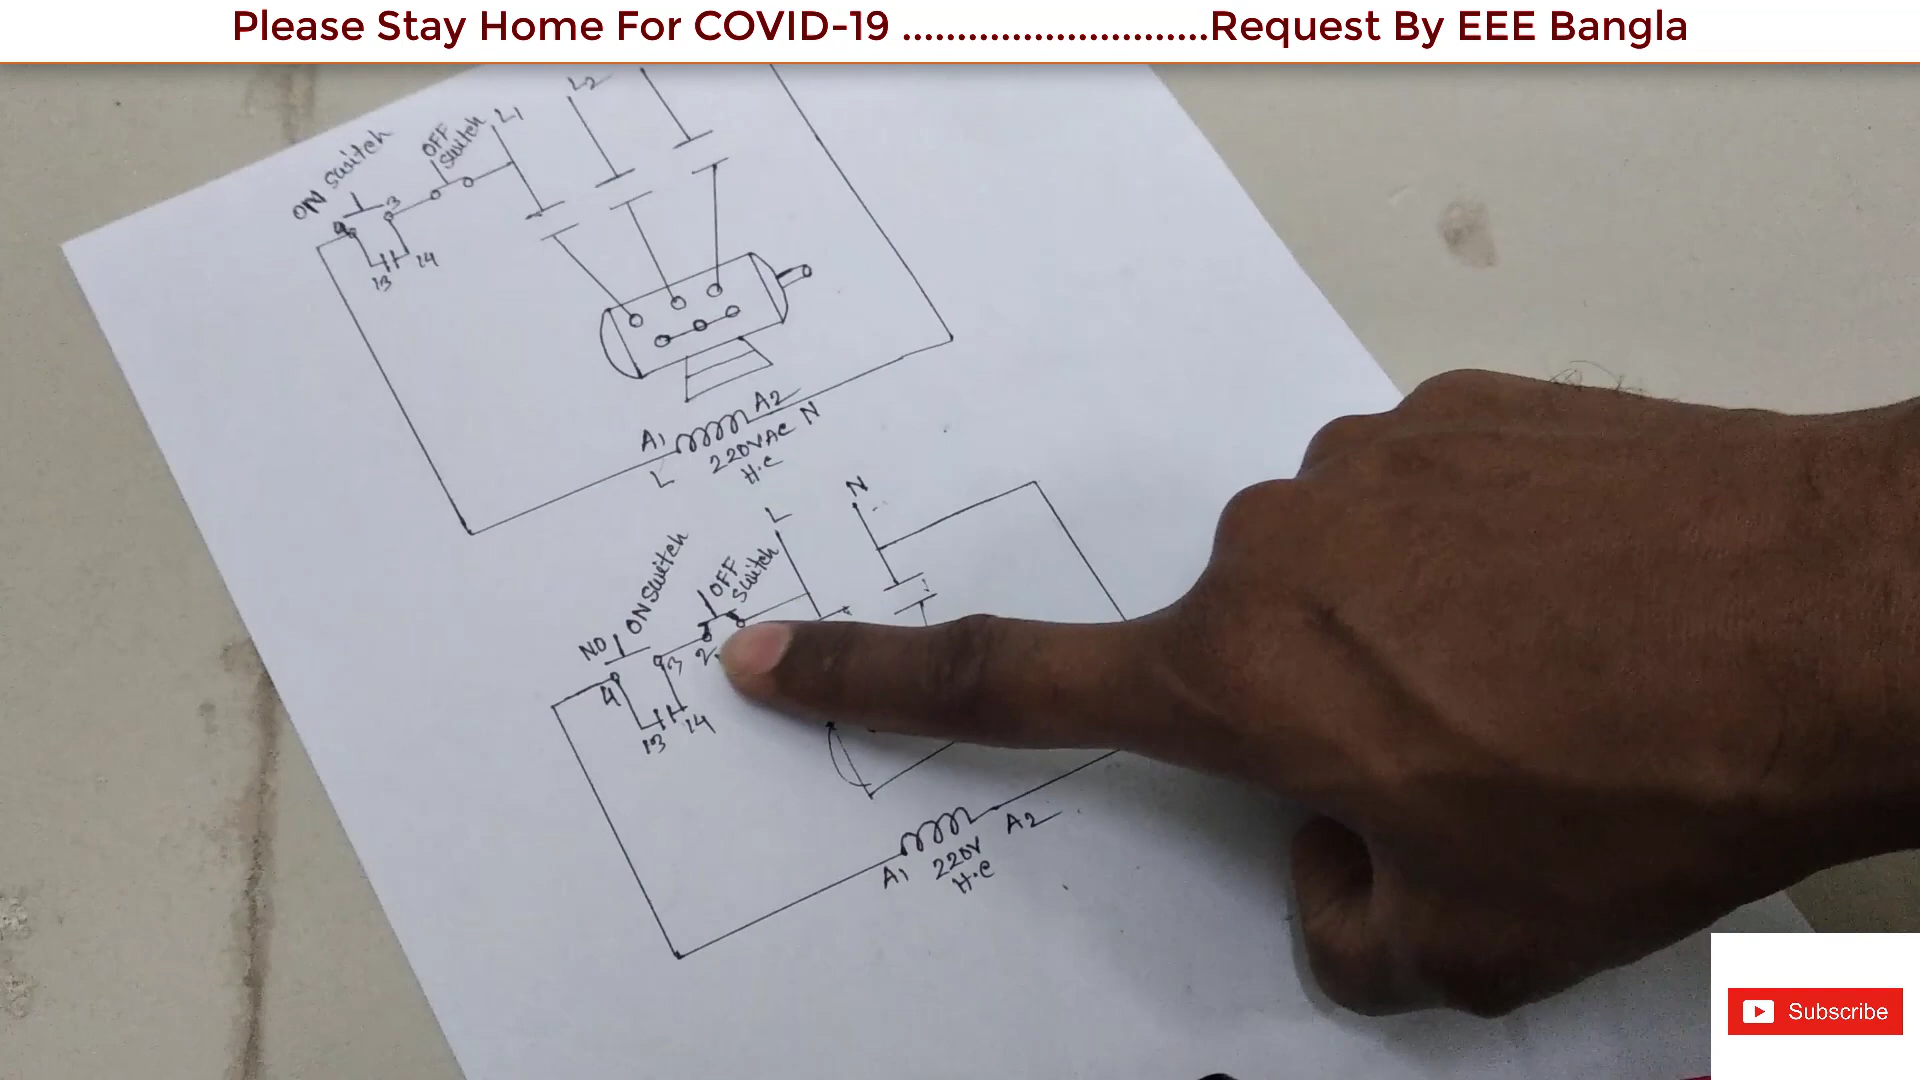 Please Stay Home For COVID-19 ............................Request By EEE Bangla
L2
L1
OFF
switch
ON switch
3
13
14
A1
A2
220VAC
N
H.C
L
N
L
OFF
switch
ON switch
NO
2
3
4
13
14
A1
220V
A2
H.C
Subscribe